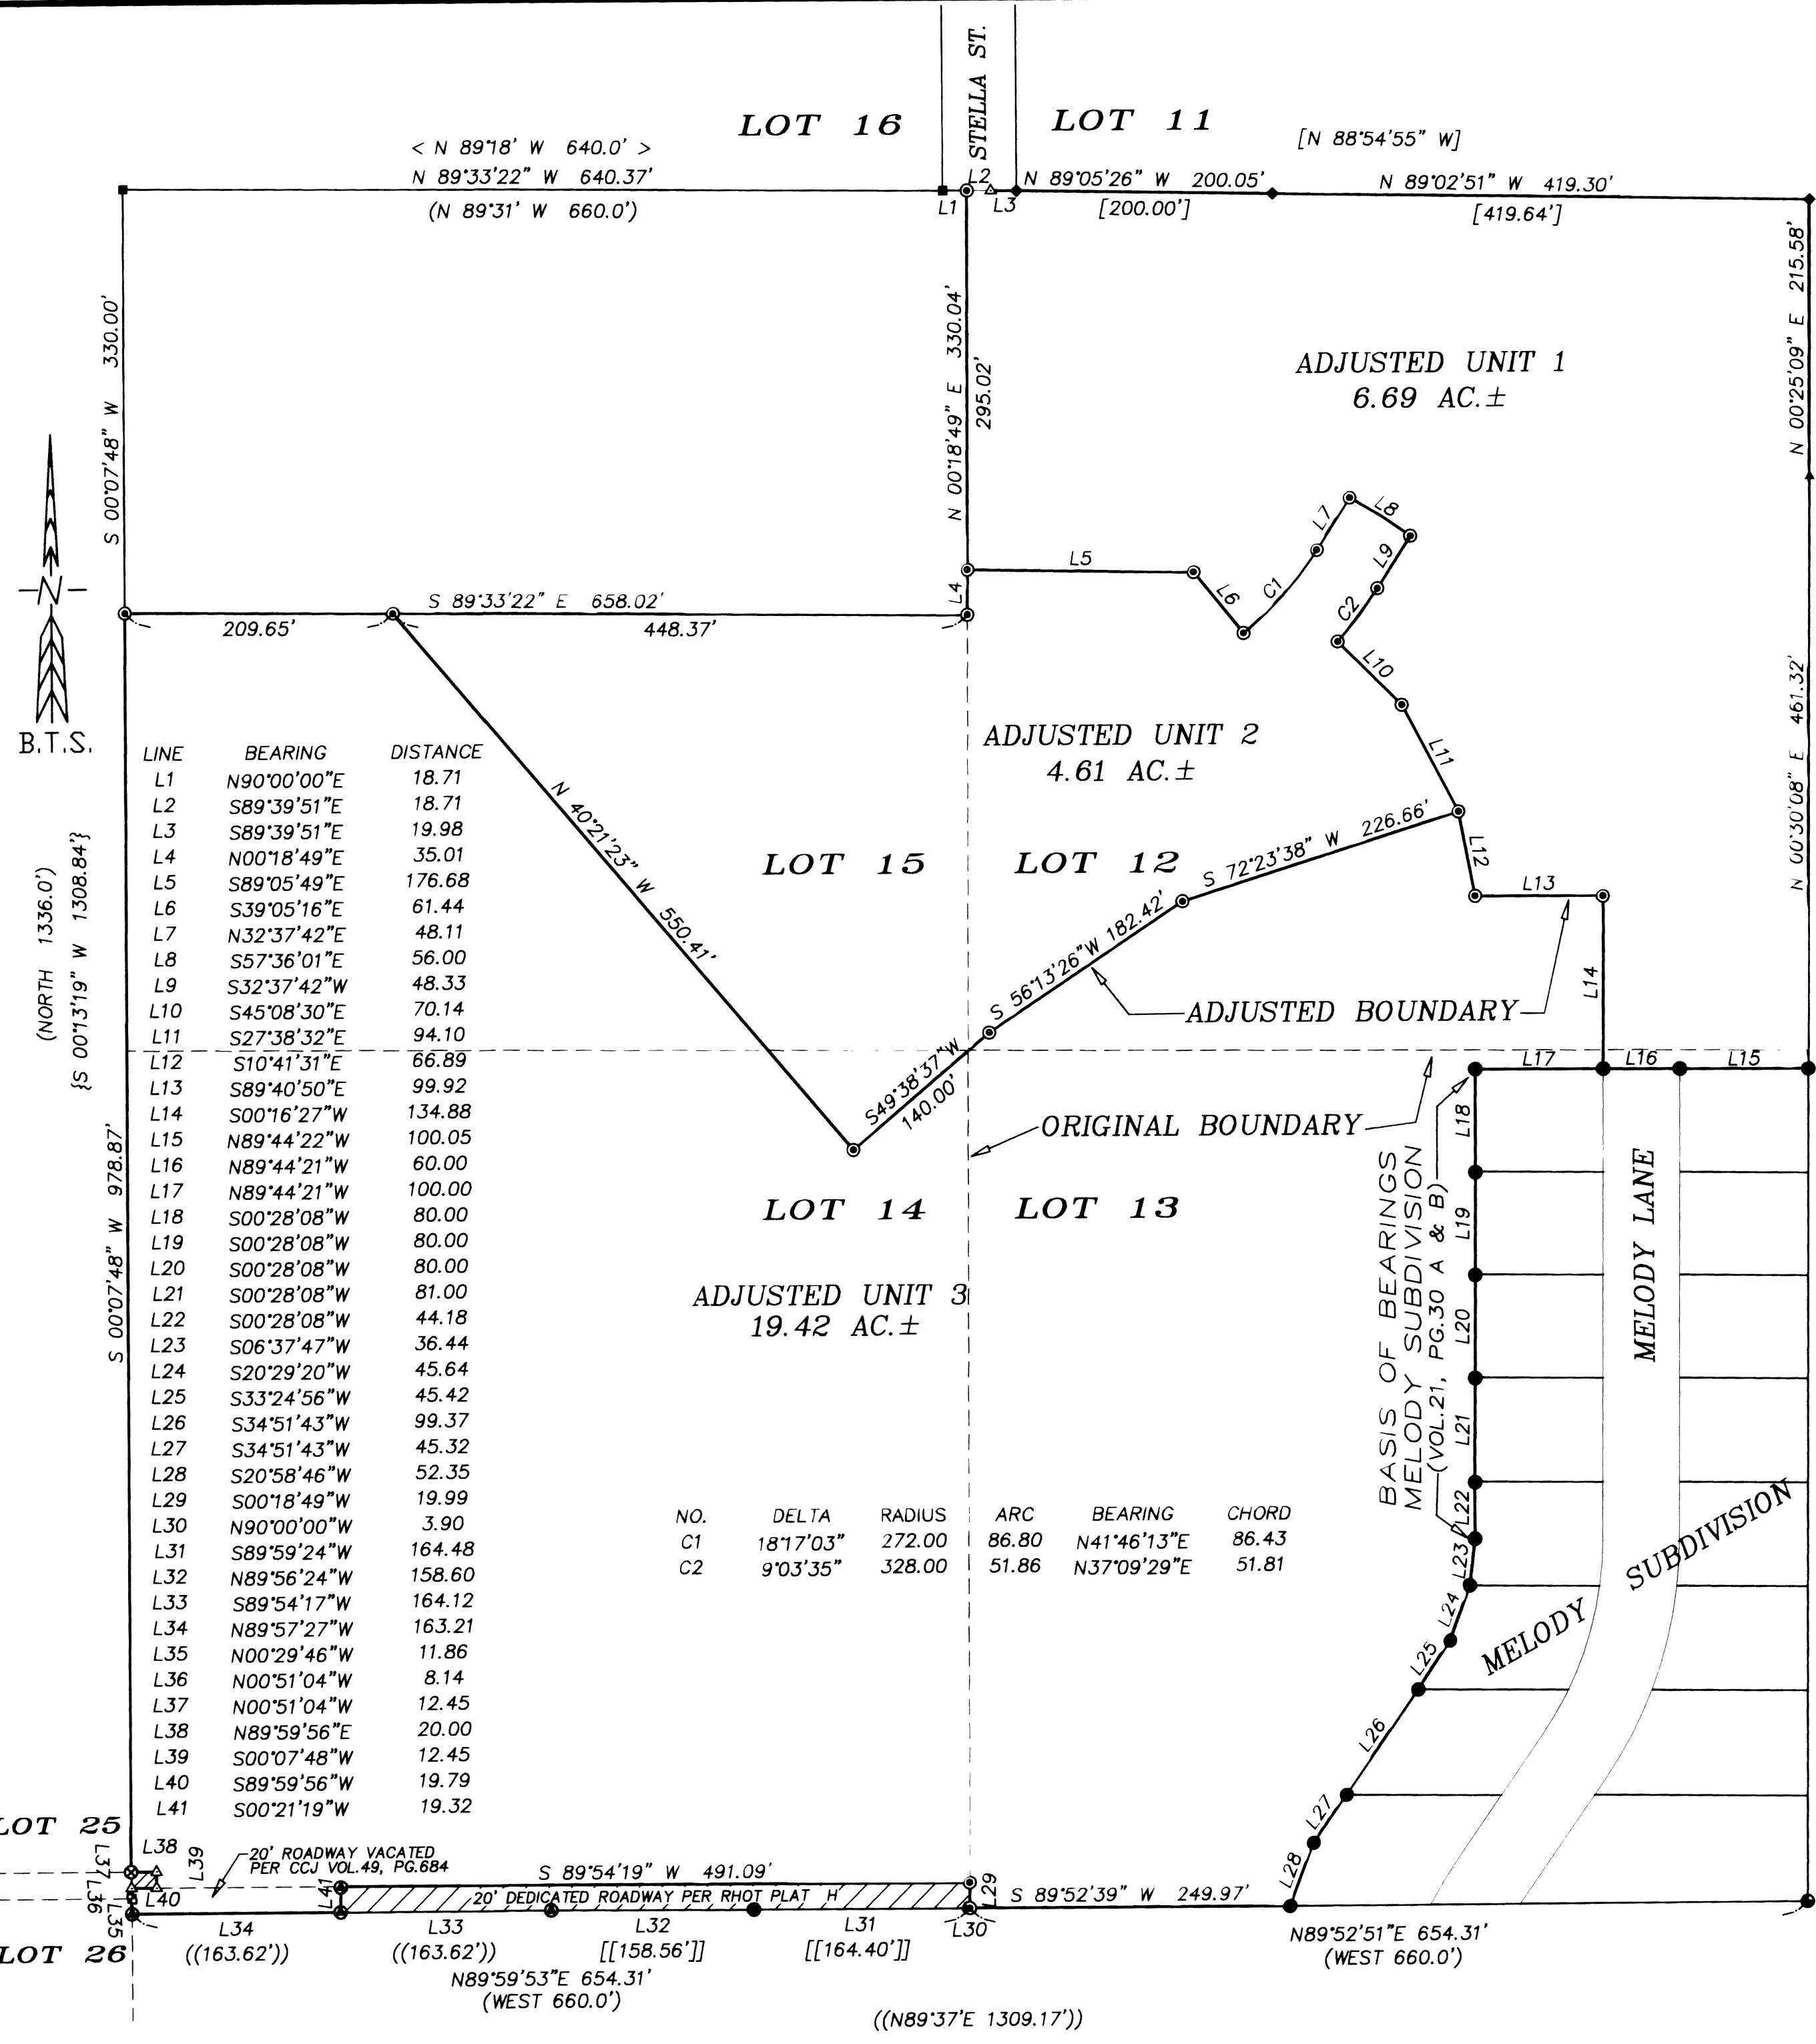 STELLA ST.
LOT 16
LOT 11
[N 88°54'55" W]
< N 89°18' W 640.0' >
N 89°33'22" W 640.37'
(N 89°31' W 660.0')
L1
L2
L3
N 89°05'26" W 200.05'
[200.00']
N 89°02'51" W 419.30'
[419.64']
S 00°07'48" W 330.00'
N 00°18'49" E 330.04'
295.02'
N 00°25'09" E 215.58'
ADJUSTED UNIT 1
6.69 AC.±
L4
L5
L6
C1
L7
L8
L9
C2
L10
L11
L12
L13
L14
N
B.T.S.
S 89°33'22" E 658.02'
209.65'
448.37'
ADJUSTED UNIT 2
4.61 AC.±
N 00°30'08" E 461.32'
N 40°21'23" W 550.41'
LOT 15
LOT 12
S 72°23'38" W 226.66'
S 56°13'26"W 182.42'
S49°38'37"W
140.00'
ADJUSTED BOUNDARY
ORIGINAL BOUNDARY
(NORTH 1336.0')
{S 00°13'19" W 1308.84'}
S 00°07'48" W 978.87'
LINE BEARING DISTANCE
L1 N90°00'00"E 18.71
L2 S89°39'51"E 18.71
L3 S89°39'51"E 19.98
L4 N00°18'49"E 35.01
L5 S89°05'49"E 176.68
L6 S39°05'16"E 61.44
L7 N32°37'42"E 48.11
L8 S57°36'01"E 56.00
L9 S32°37'42"W 48.33
L10 S45°08'30"E 70.14
L11 S27°38'32"E 94.10
L12 S10°41'31"E 66.89
L13 S89°40'50"E 99.92
L14 S00°16'27"W 134.88
L15 N89°44'22"W 100.05
L16 N89°44'21"W 60.00
L17 N89°44'21"W 100.00
L18 S00°28'08"W 80.00
L19 S00°28'08"W 80.00
L20 S00°28'08"W 80.00
L21 S00°28'08"W 81.00
L22 S00°28'08"W 44.18
L23 S06°37'47"W 36.44
L24 S20°29'20"W 45.64
L25 S33°24'56"W 45.42
L26 S34°51'43"W 99.37
L27 S34°51'43"W 45.32
L28 S20°58'46"W 52.35
L29 S00°18'49"W 19.99
L30 N90°00'00"W 3.90
L31 S89°59'24"W 164.48
L32 N89°56'24"W 158.60
L33 S89°54'17"W 164.12
L34 N89°57'27"W 163.21
L35 N00°29'46"W 11.86
L36 N00°51'04"W 8.14
L37 N00°51'04"W 12.45
L38 N89°59'56"E 20.00
L39 S00°07'48"W 12.45
L40 S89°59'56"W 19.79
L41 S00°21'19"W 19.32
LOT 14
LOT 13
ADJUSTED UNIT 3
19.42 AC.±
NO. DELTA RADIUS ARC BEARING CHORD
C1 18°17'03" 272.00 86.80 N41°46'13"E 86.43
C2 9°03'35" 328.00 51.86 N37°09'29"E 51.81
L17
L16
L15
L18
L19
L20
L21
L22
L23
L24
L25
L26
L27
L28
BASIS OF BEARINGS
MELODY SUBDIVISION
(VOL.21, PG.30 A & B)
MELODY LANE
MELODY SUBDIVISION
LOT 25
LOT 26
L37
L36
L35
L38
L39
L40
L41
20' ROADWAY VACATED
PER CCJ VOL.49, PG.684
S 89°54'19" W 491.09'
20' DEDICATED ROADWAY PER RHOT PLAT H
L29
S 89°52'39" W 249.97'
L34
L33
L32
L31
L30
((163.62'))
((163.62'))
[[158.56']]
[[164.40']]
N89°52'51"E 654.31'
(WEST 660.0')
N89°59'53"E 654.31'
(WEST 660.0')
((N89°37'E 1309.17'))